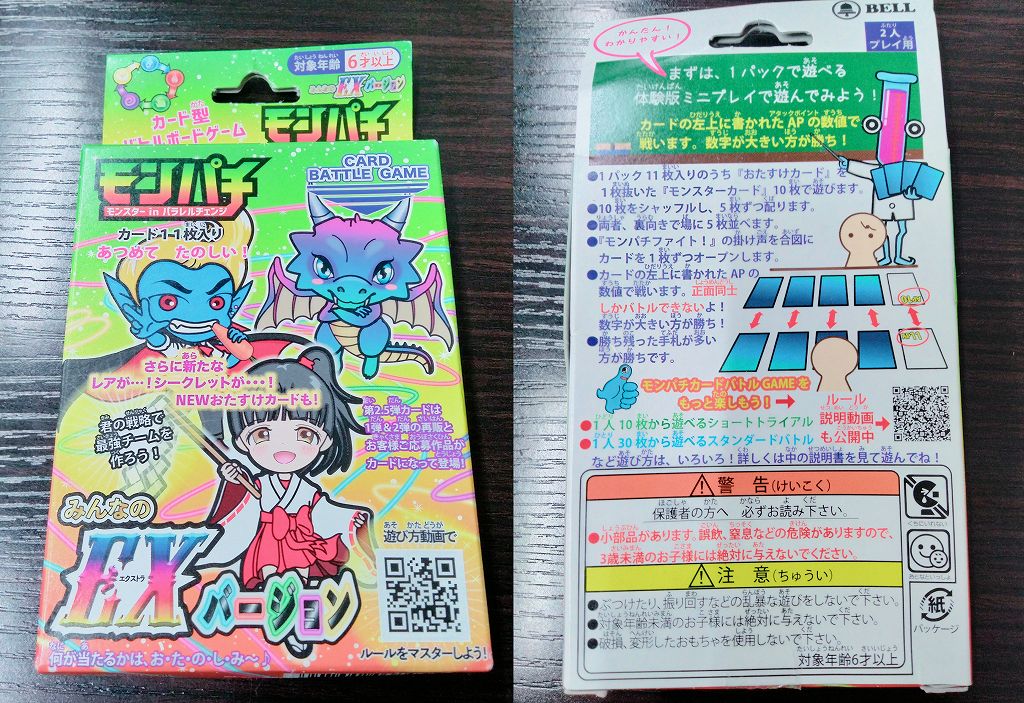 対象年齢 6才以上
みんなの EX バージョン
カード型
バトルボードゲーム
モンパチ
モンパチ
モンスター in パラレルチェンジ
CARD
BATTLE GAME
カード11枚入り
あつめて たのしい!
さらに新たな
レアが…!シークレットが・・・!
NEWおたすけカードも!
君の戦略で
最強チームを
作ろう!
第2.5弾カードは
1弾&2弾の再販と
お客様ご応募作品が
カードになって登場!
みんなの
EX
エクストラ
バージョン
遊び方動画で
ルールをマスターしよう!
何が当たるかは、お・た・の・し・み〜♪
BELL
2人
プレイ用
かんたん!
わかりやすい!
まずは、1パックで遊べる
体験版ミニプレイで遊んでみよう!
カードの左上に書かれたAPの数値で
戦います。数字が大きい方が勝ち!
●1パック11枚入りのうち『おたすけカード』を
1枚抜いた『モンスターカード』10枚で遊びます。
●10枚をシャッフルし、5枚ずつ配ります。
●両者、裏向きで場に5枚並べます。
●『モンパチファイト!』の掛け声を合図に
カードを1枚ずつオープンします。
●カードの左上に書かれたAPの
数値で戦います。正面同士
しかバトルできないよ!
数字が大きい方が勝ち!
●勝ち残った手札が多い
方が勝ちです。
モンパチカードバトルGAMEを
もっと楽しもう!→
ルール
説明動画
も公開中
●1人10枚から遊べるショートトライアル
●1人30枚から遊べるスタンダードバトル
など遊び方は、いろいろ!詳しくは中の説明書を見て遊んでね!
警告(けいこく)
保護者の方へ 必ずお読み下さい。
●小部品があります。誤飲、窒息などの危険がありますので、
3歳未満のお子様には絶対に与えないでください。
注意(ちゅうい)
●ぶつけたり、振り回すなどの乱暴な遊びをしないで下さい。
●対象年齢未満のお子様には絶対に与えないで下さい。
●破損、変形したおもちゃを使用しないで下さい。
対象年齢6才以上
くちにいれない
紙
パッケージ